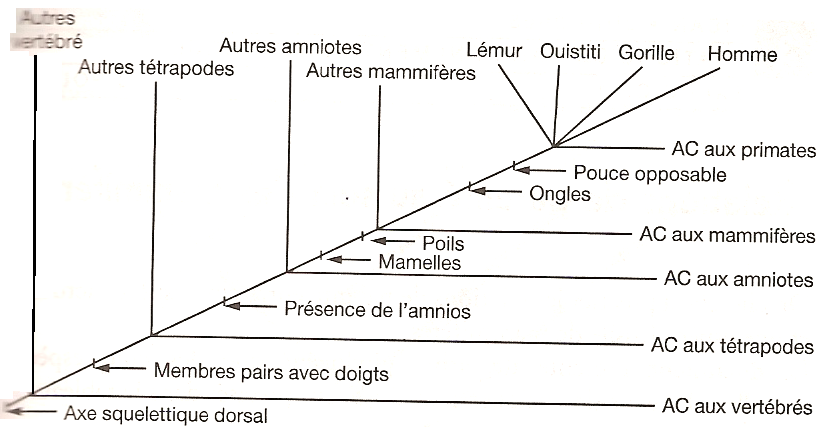 Autres
vertébré
Autres tétrapodes
Autres amniotes
Autres mammifères
Lémur Ouistiti Gorille Homme
AC aux primates
Pouce opposable
Ongles
AC aux mammifères
Poils
Mamelles
AC aux amniotes
Présence de l'amnios
AC aux tétrapodes
Membres pairs avec doigts
AC aux vertébrés
Axe squelettique dorsal